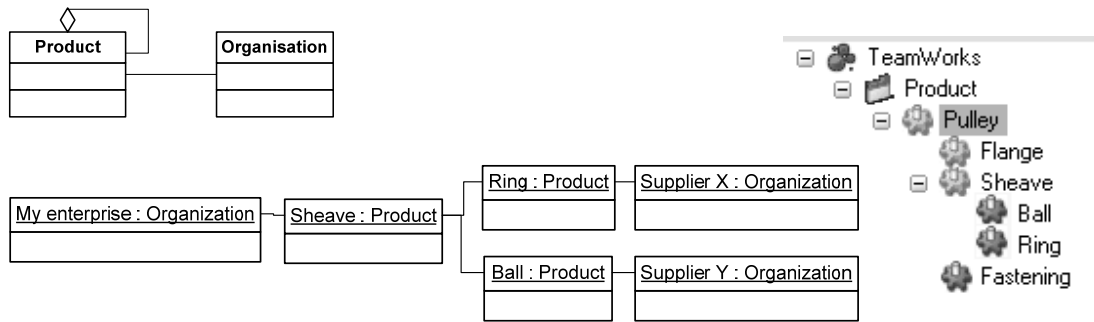 Product
Organisation
My enterprise : Organization
Sheave : Product
Ring : Product
Supplier X : Organization
Ball : Product
Supplier Y : Organization
TeamWorks
Product
Pulley
Flange
Sheave
Ball
Ring
Fastening